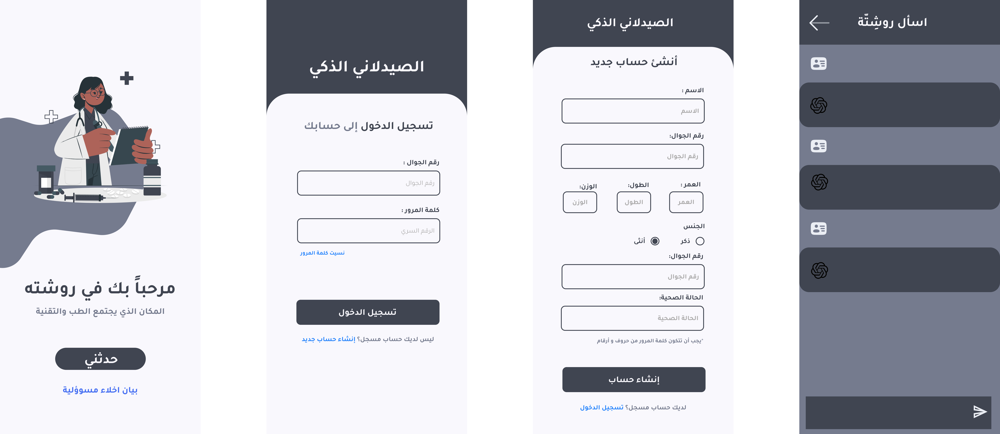 مرحباً بك في روشته
المكان الذي يجتمع الطب والتقنية
حدثني
بيان اخلاء مسوؤلية
الصيدلاني الذكي
تسجيل الدخول إلى حسابك
رقم الجوال :
رقم الجوال
كلمة المرور :
الرقم السري
نسيت كلمة المرور
تسجيل الدخول
ليس لديك حساب مسجل؟ إنشاء حساب جديد
الصيدلاني الذكي
أنشئ حساب جديد
الاسم :
الاسم
رقم الجوال:
رقم الجوال
العمر : الطول: الوزن:
العمر الطول الوزن
الجنس
ذكر أنثى
رقم الجوال:
رقم الجوال
الحالة الصحية:
الحالة الصحية
*يجب أن تتكون كلمة المرور من حروف و أرقام
إنشاء حساب
لديك حساب مسجل؟ تسجيل الدخول
اسأل روشِتّة